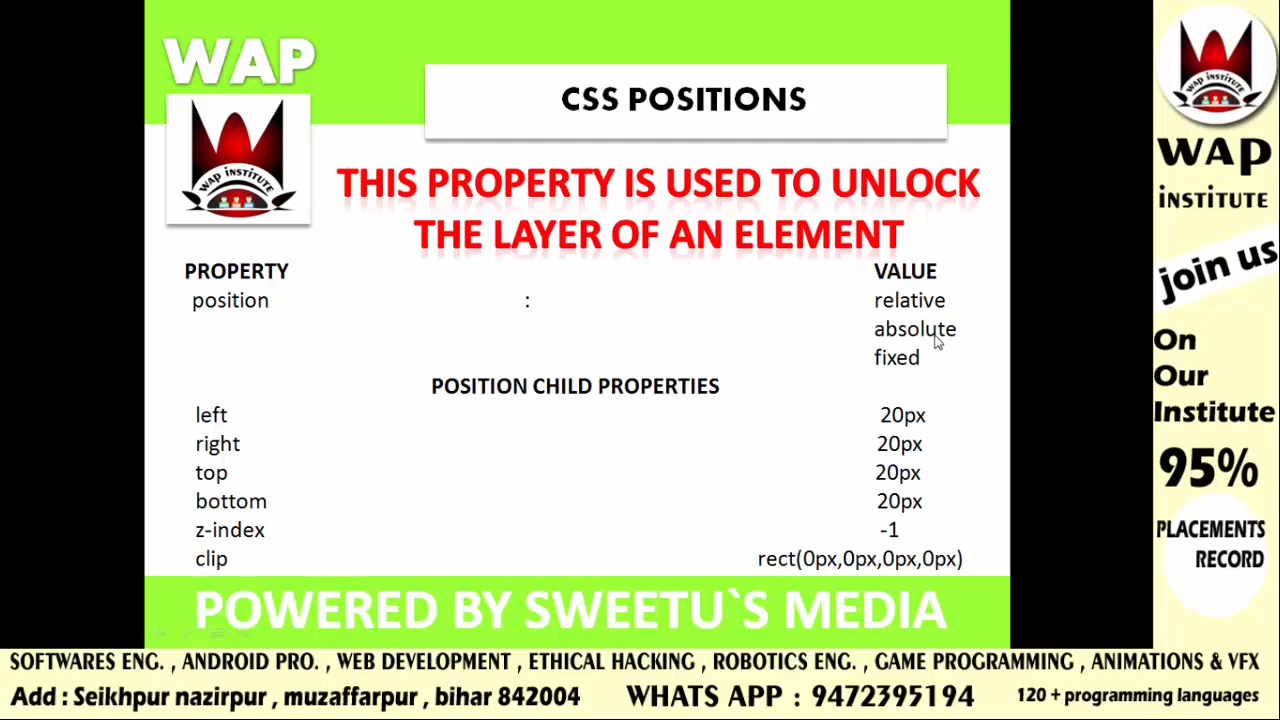 WAP
WAP INSTITUTE
CSS POSITIONS
THIS PROPERTY IS USED TO UNLOCK
THE LAYER OF AN ELEMENT
PROPERTY VALUE
position : relative
absolute
fixed
POSITION CHILD PROPERTIES
left 20px
right 20px
top 20px
bottom 20px
z-index -1
clip rect(0px,0px,0px,0px)
POWERED BY SWEETU`S MEDIA
WAP INSTITUTE
WAP
INSTITUTE
join us
On
Our
Institute
95%
PLACEMENTS
RECORD
SOFTWARES ENG. , ANDROID PRO. , WEB DEVELOPMENT , ETHICAL HACKING , ROBOTICS ENG. , GAME PROGRAMMING , ANIMATIONS & VFX
Add : Seikhpur nazirpur , muzaffarpur , bihar 842004 WHATS APP : 9472395194 120 + programming languages